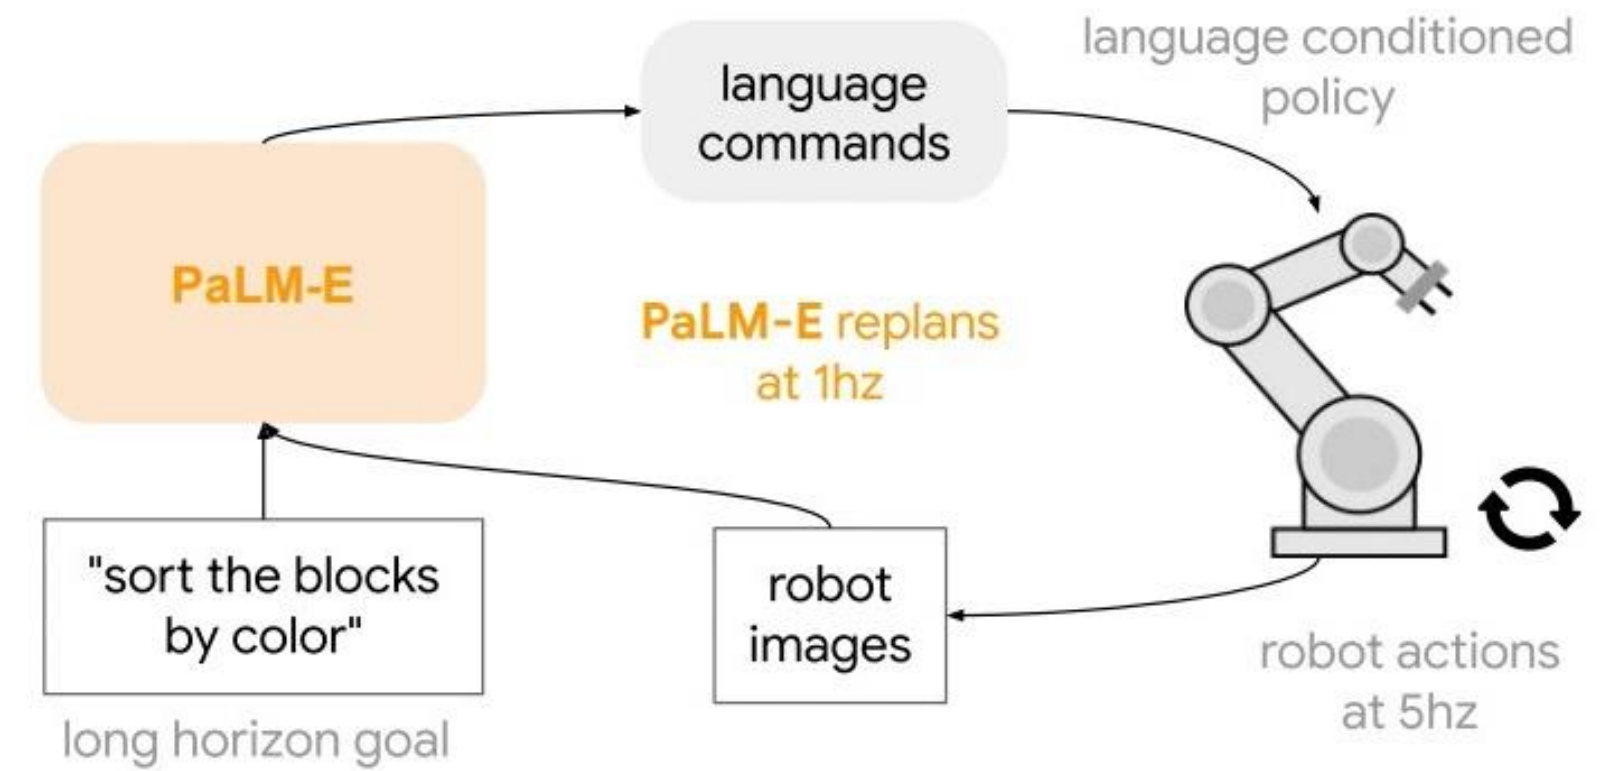 language conditioned
policy
language
commands
PaLM-E
PaLM-E replans
at 1hz
"sort the blocks
by color"
long horizon goal
robot
images
robot actions
at 5hz